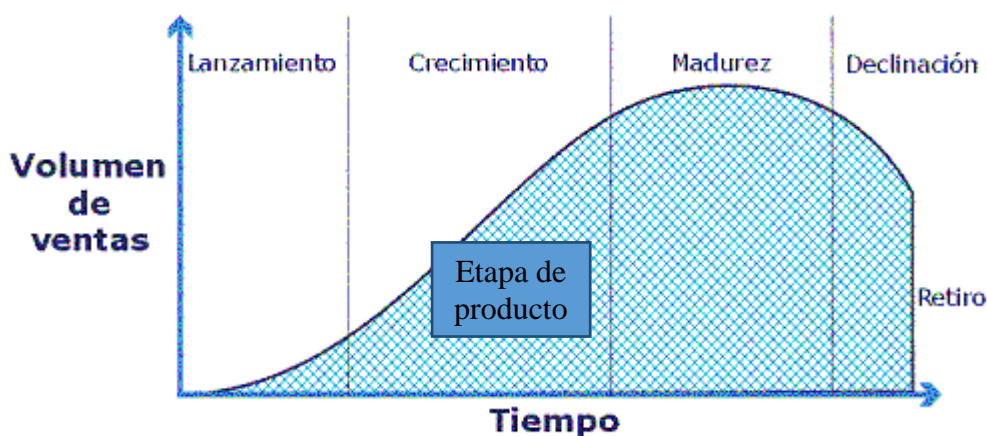 Lanzamiento
Crecimiento
Madurez
Declinación
Volumen
de
ventas
Etapa de
producto
Retiro
Tiempo